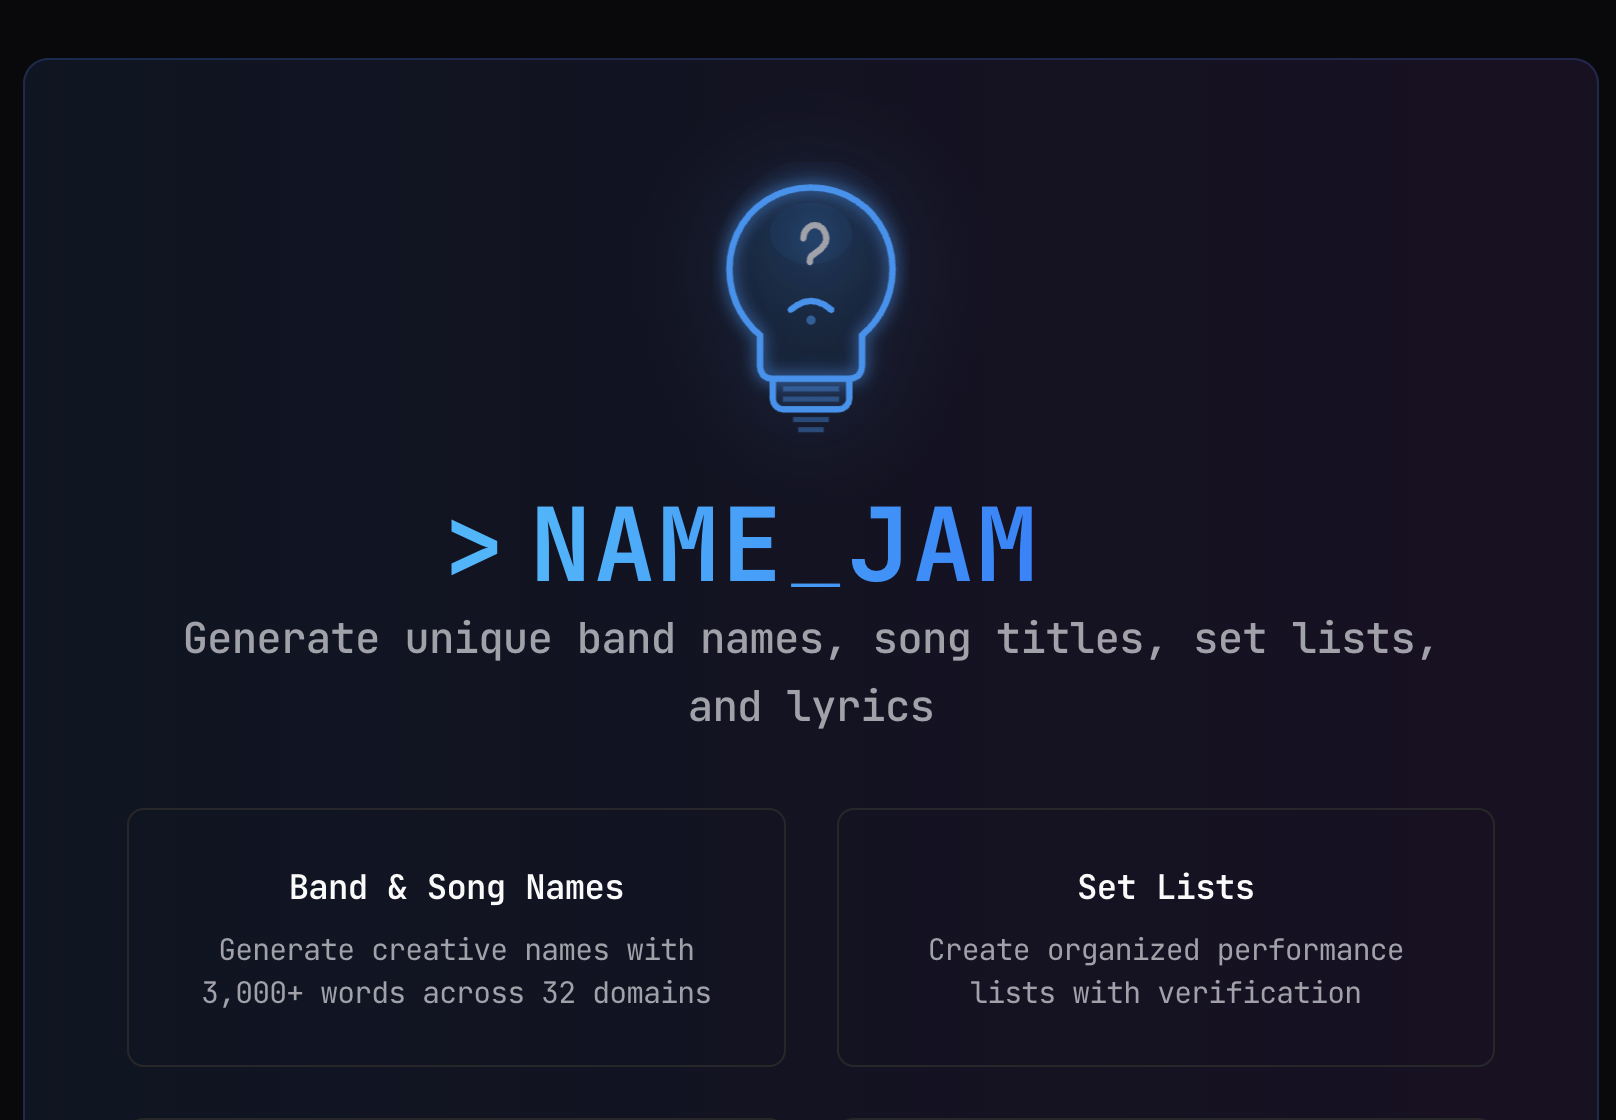 ?
> NAME_JAM
Generate unique band names, song titles, set lists,
and lyrics
Band & Song Names
Generate creative names with
3,000+ words across 32 domains
Set Lists
Create organized performance
lists with verification